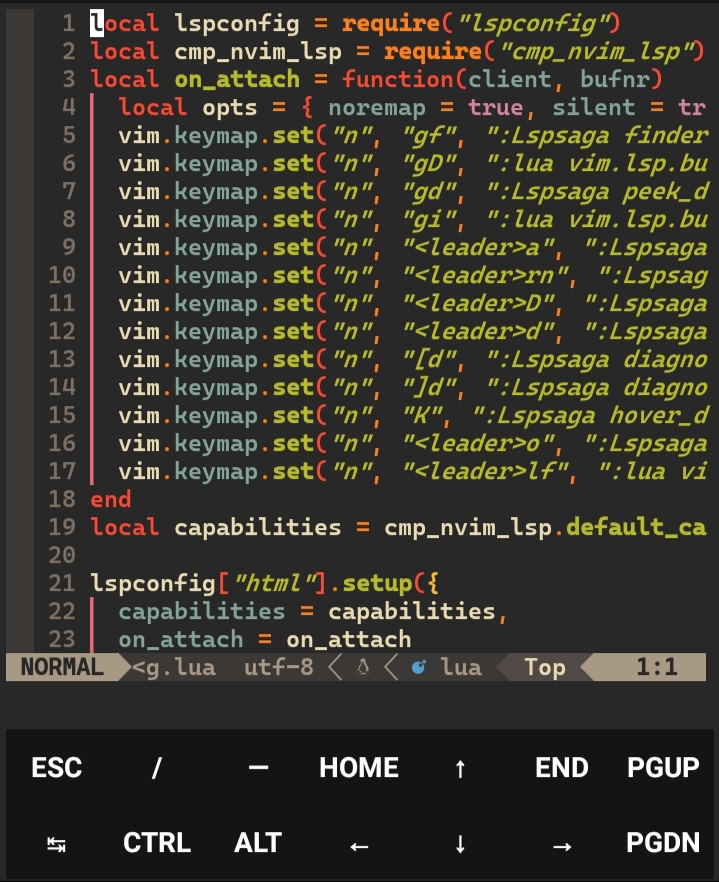 1 local lspconfig = require("lspconfig")
2 local cmp_nvim_lsp = require("cmp_nvim_lsp")
3 local on_attach = function(client, bufnr)
4 local opts = { noremap = true, silent = tr
5 vim.keymap.set("n", "gf", ":Lspsaga finder
6 vim.keymap.set("n", "gD", ":lua vim.lsp.bu
7 vim.keymap.set("n", "gd", ":Lspsaga peek_d
8 vim.keymap.set("n", "gi", ":lua vim.lsp.bu
9 vim.keymap.set("n", "<leader>a", ":Lspsaga
10 vim.keymap.set("n", "<leader>rn", ":Lspsag
11 vim.keymap.set("n", "<leader>D", ":Lspsaga
12 vim.keymap.set("n", "<leader>d", ":Lspsaga
13 vim.keymap.set("n", "[d", ":Lspsaga diagno
14 vim.keymap.set("n", "]d", ":Lspsaga diagno
15 vim.keymap.set("n", "K", ":Lspsaga hover_d
16 vim.keymap.set("n", "<leader>o", ":Lspsaga
17 vim.keymap.set("n", "<leader>lf", ":lua vi
18 end
19 local capabilities = cmp_nvim_lsp.default_ca
20
21 lspconfig["html"].setup({
22 capabilities = capabilities,
23 on_attach = on_attach
NORMAL <g.lua utf-8 lua Top 1:1
ESC / — HOME ↑ END PGUP
↹ CTRL ALT ← ↓ → PGDN